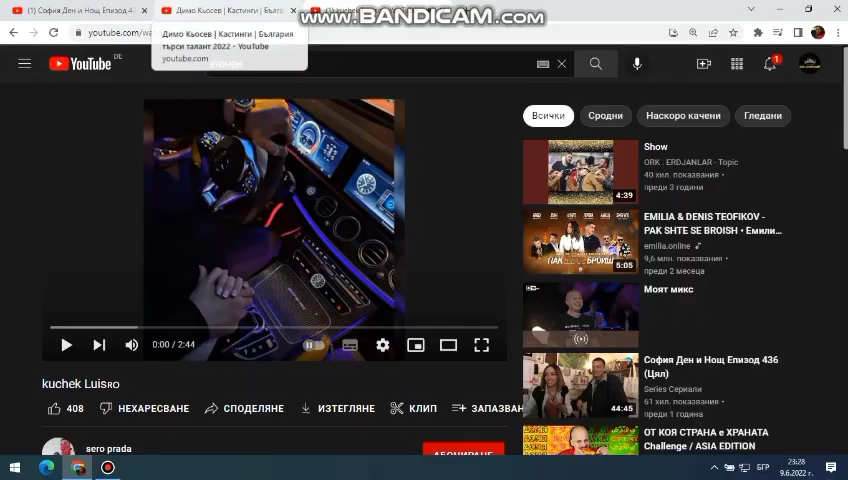 (1) София Ден и Нощ Епизод 43
Димо Кьосев | Кастинги | Бълга
www.BANDICAM.com
youtube.com/wa
Димо Кьосев | Кастинги | България
търси талант 2022 - YouTube
youtube.com
YouTube
DE
1
Всички
Сродни
Наскоро качени
Гледани
Show
ORK . ERDJANLAR - Topic
40 хил. показвания •
преди 3 години
4:39
EMILIA & DENIS TEOFIKOV -
PAK SHTE SE BROISH • Емили...
emilia.online
9,6 млн. показвания •
преди 2 месеца
5:05
Моят микс
София Ден и Нощ Епизод 436
(Цял)
Series Сериали
61 хил. показвания •
преди 1 година
44:45
ОТ КОЯ СТРАНА е ХРАНАТА
Challenge / ASIA EDITION
0:00 / 2:44
kuchek Luisко
408
НЕХАРЕСВАНЕ
СПОДЕЛЯНЕ
ИЗТЕГЛЯНЕ
КЛИП
ЗАПАЗВАН
sero prada
АБОНИРАНЕ
БГР
23:28
9.6.2022 г.